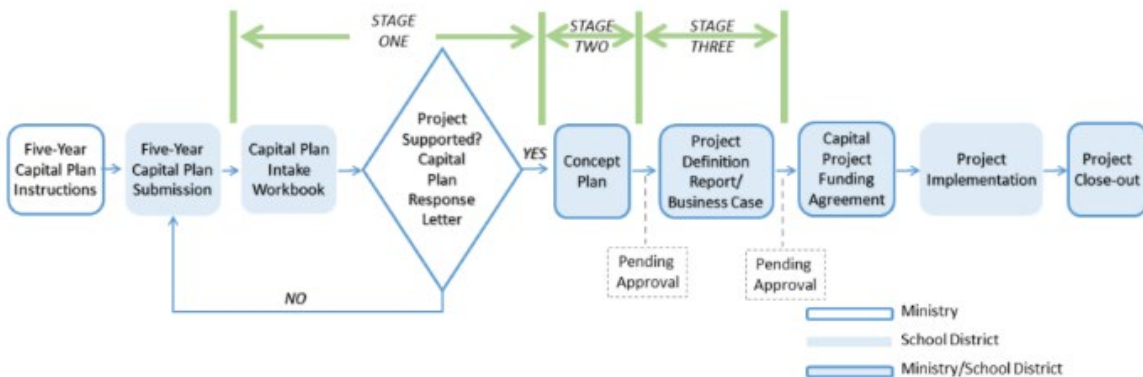 STAGE
ONE
STAGE
TWO
STAGE
THREE
Five-Year
Capital Plan
Instructions
Five-Year
Capital Plan
Submission
Capital Plan
Intake
Workbook
Project
Supported?
Capital
Plan
Response
Letter
YES
Concept
Plan
Project
Definition
Report/
Business Case
Capital
Project
Funding
Agreement
Project
Implementation
Project
Close-out
Pending
Approval
Pending
Approval
NO
Ministry
School District
Ministry/School District